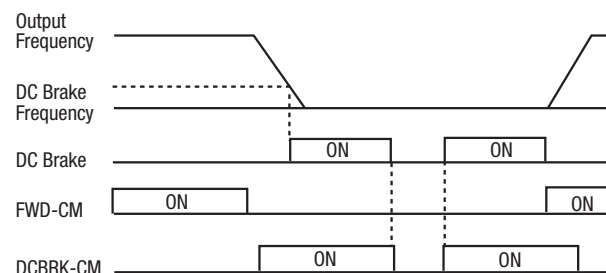 Output
Frequency
DC Brake
Frequency
DC Brake
ON
ON
FWD-CM
ON
ON
DCBRK-CM
ON
ON